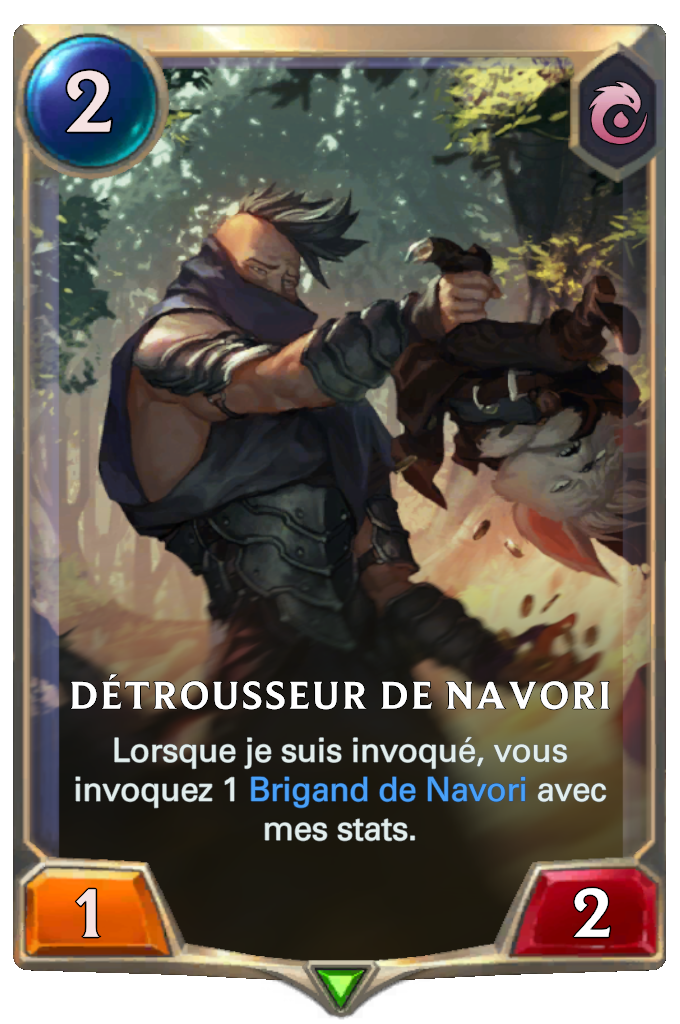 2
DÉTROUSSEUR DE NAVORI
Lorsque je suis invoqué, vous
invoquez 1 Brigand de Navori avec
mes stats.
1
2